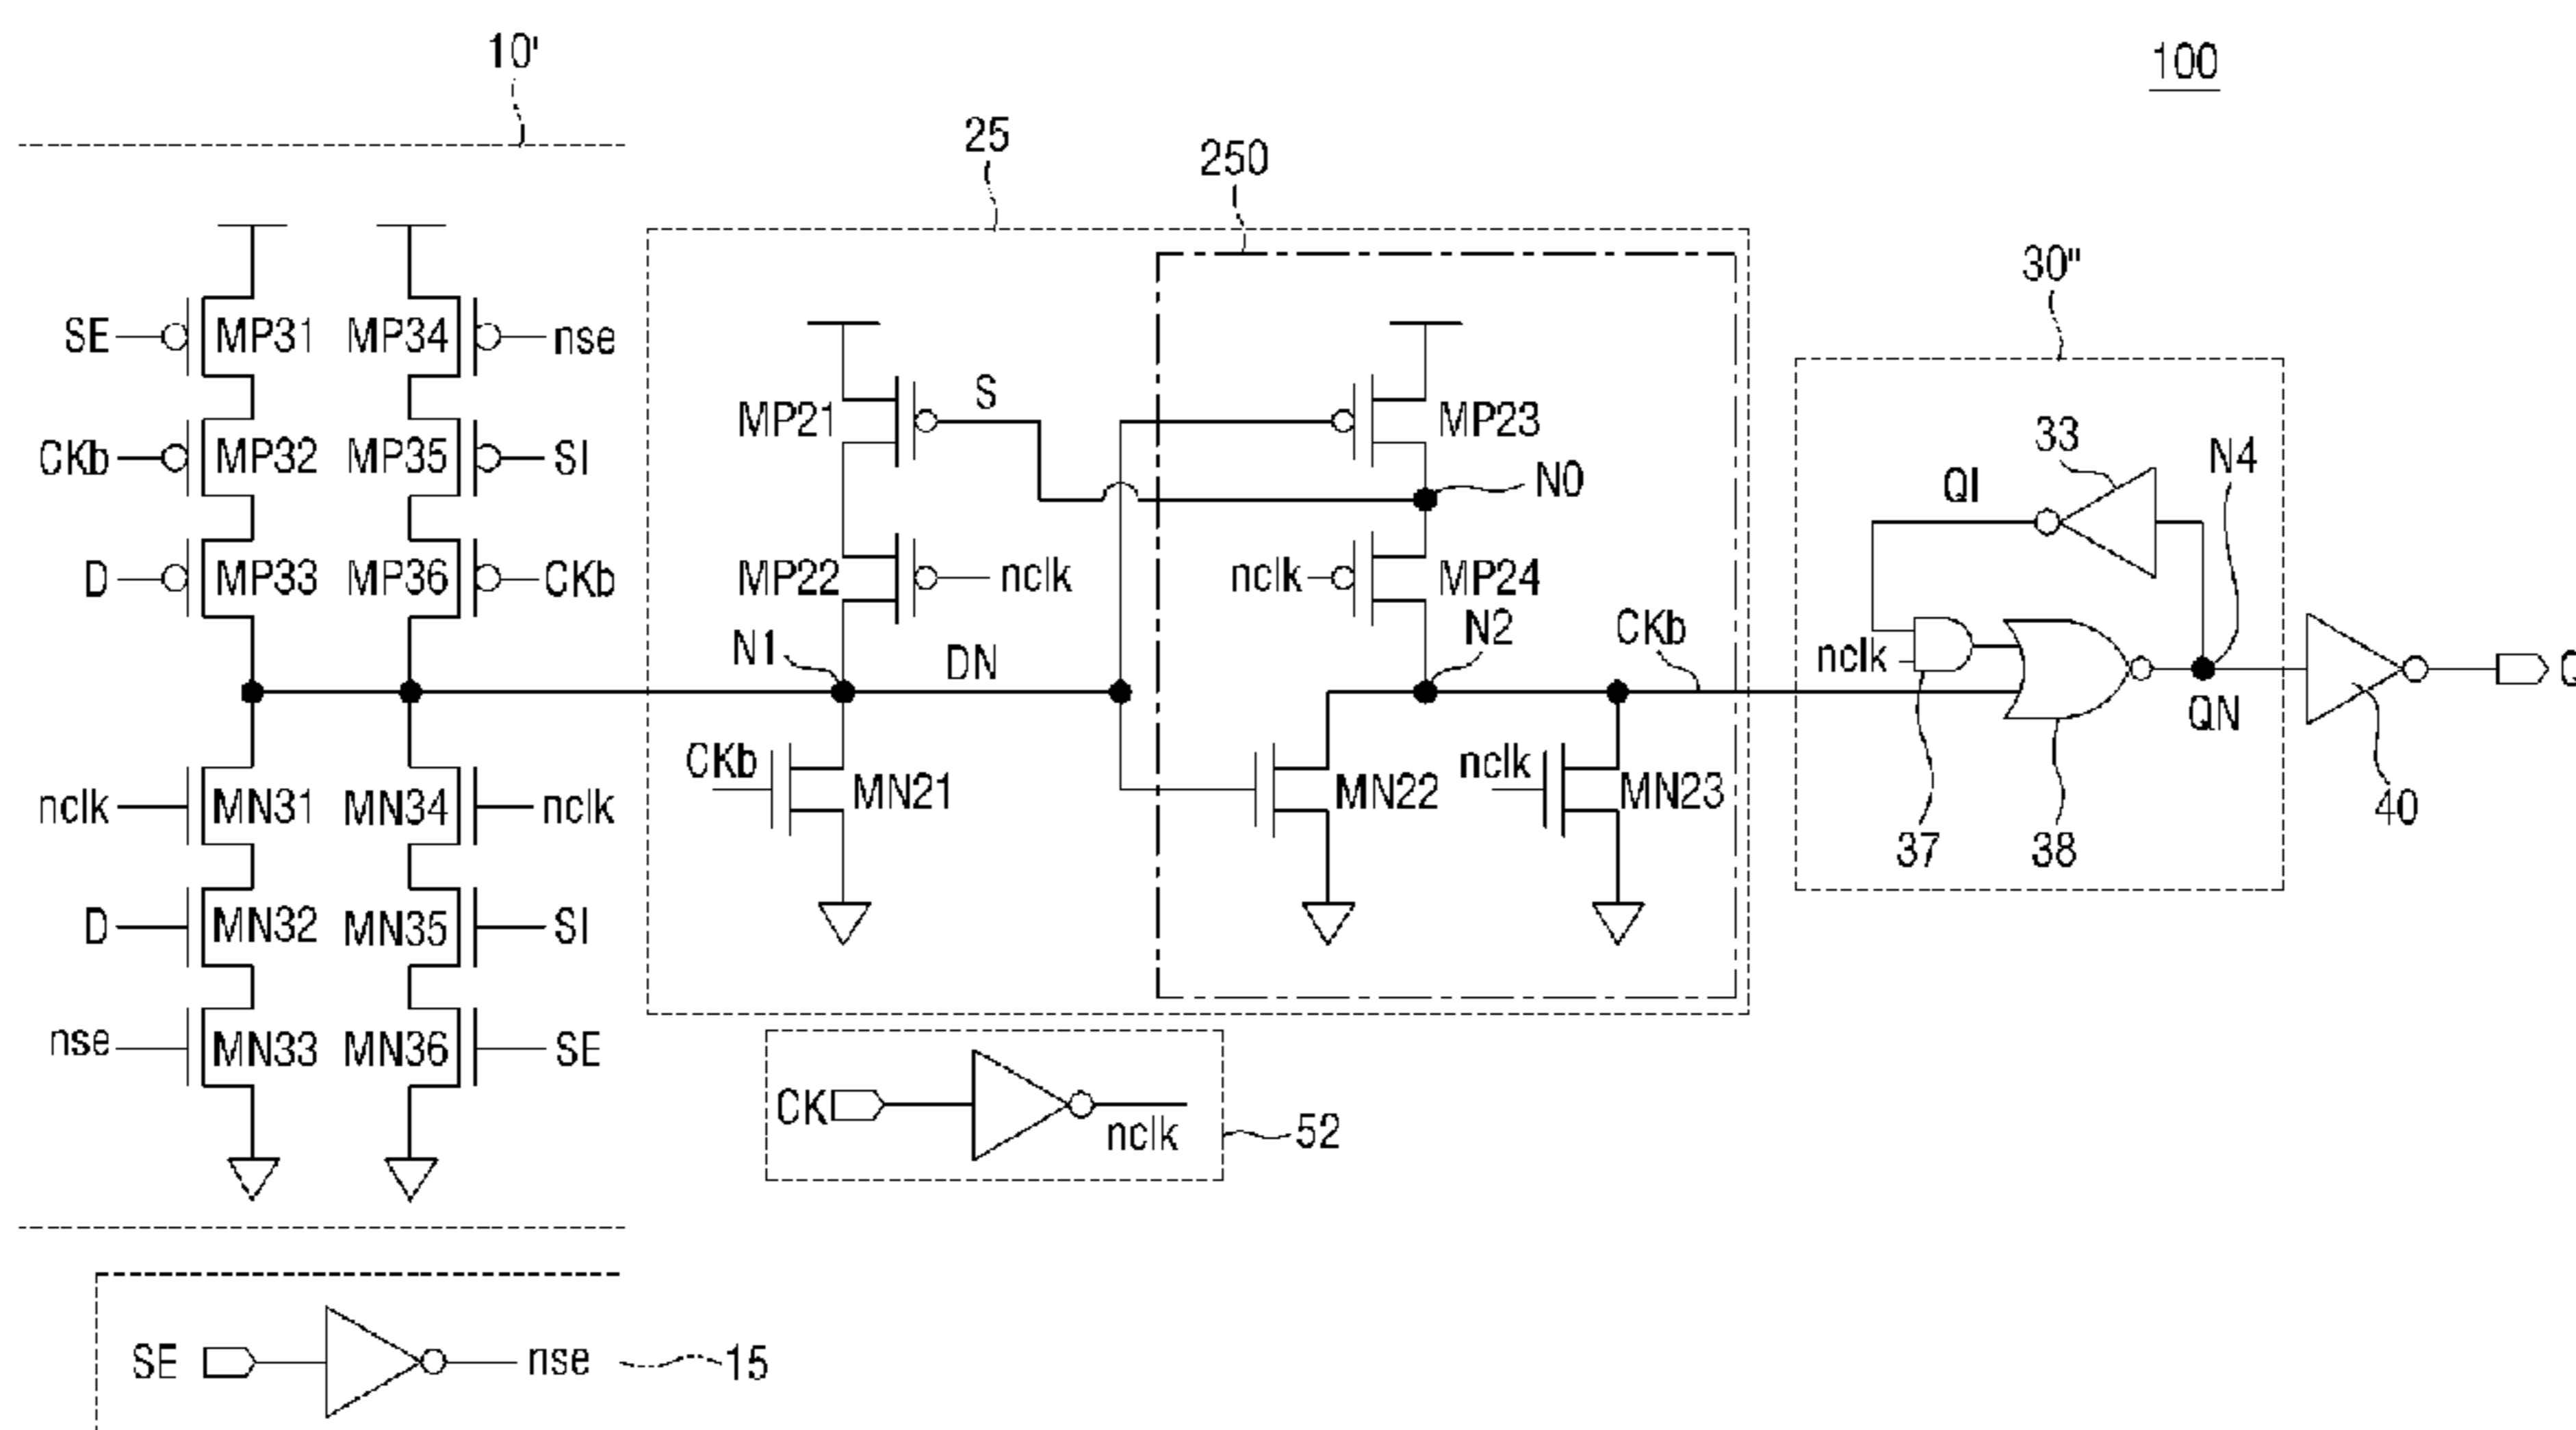 10'
100
25
250
30"
SE
MP31
MP34
nse
CKb
MP32
MP35
SI
D
MP33
MP36
CKb
MP21
S
MP23
N0
MP22
nclk
nclk
MP24
N1
DN
N2
CKb
33
N4
QI
nclk
QN
Q
nclk
MN31
MN34
nclk
CKb
MN21
MN22
nclk
MN23
37
38
40
D
MN32
MN35
SI
nse
MN33
MN36
SE
CK
nclk
52
SE
nse
15